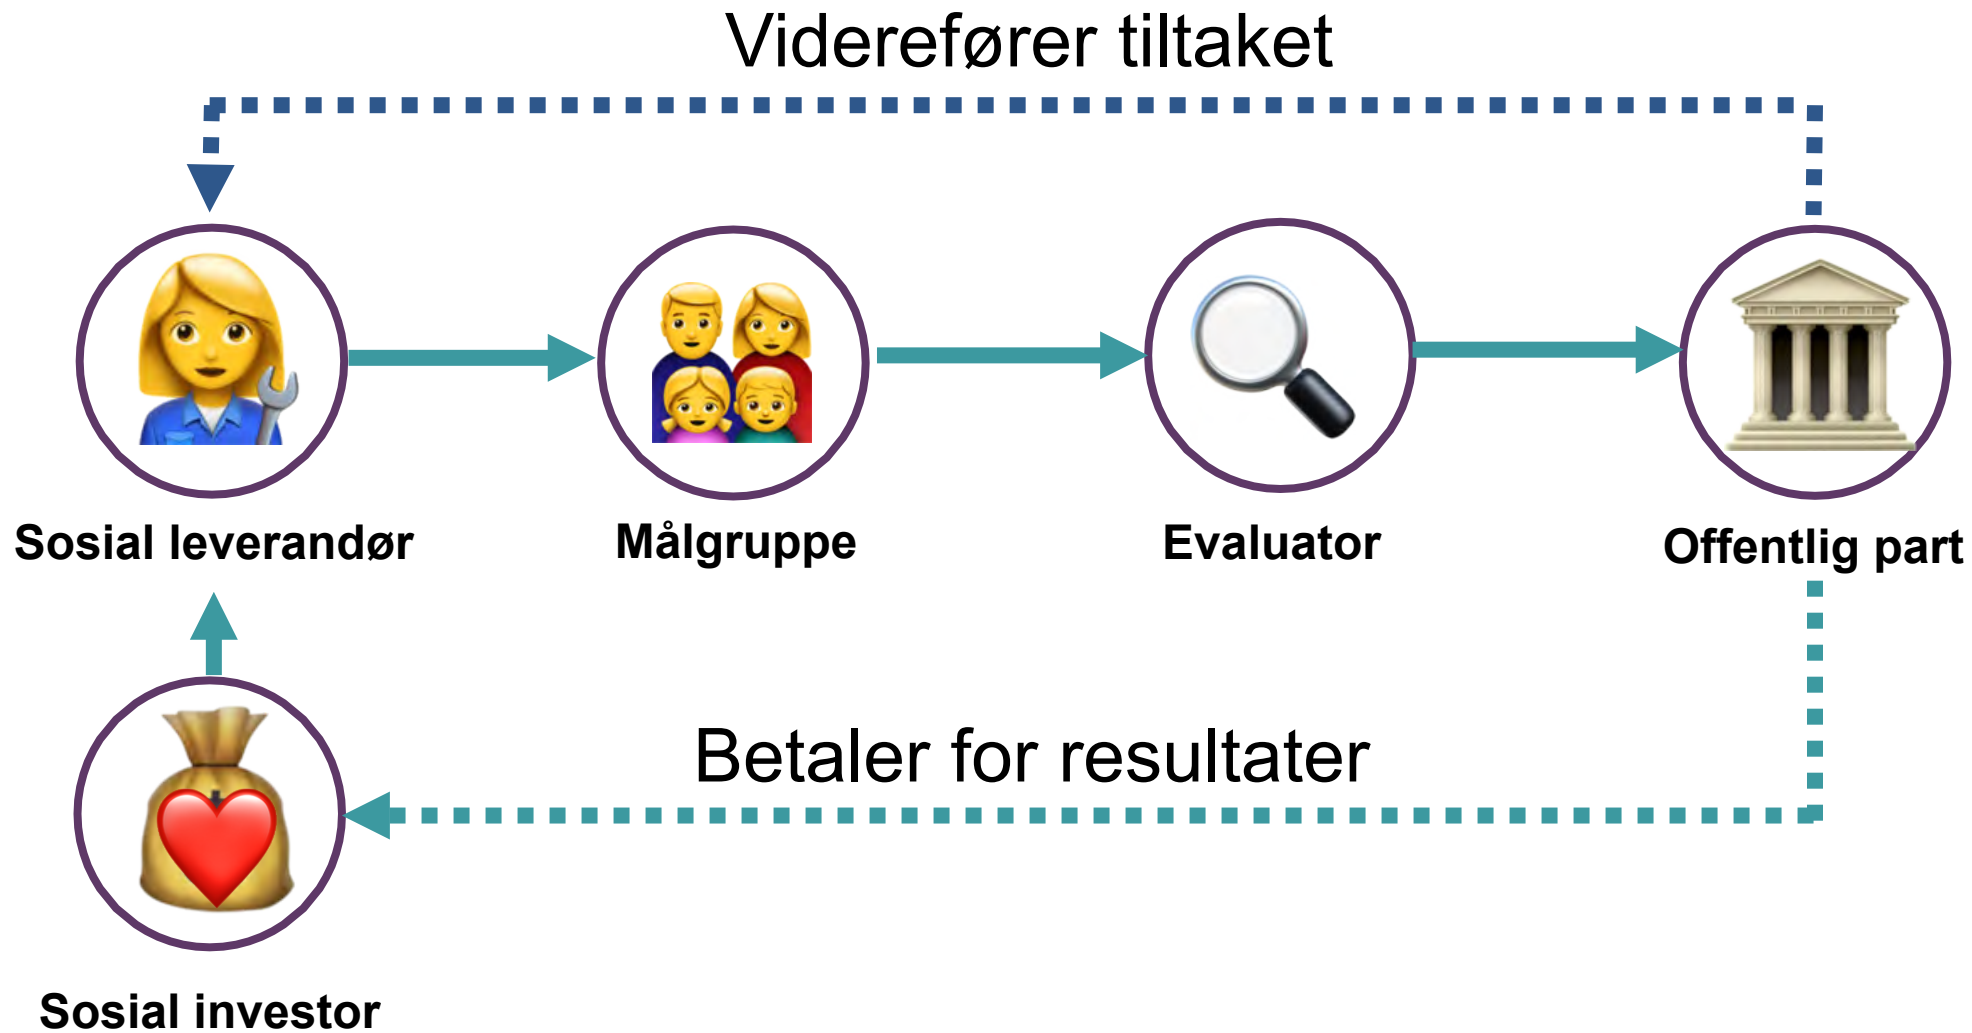 Viderefører tiltaket
Sosial leverandør
Målgruppe
Evaluator
Offentlig part
Betaler for resultater
Sosial investor